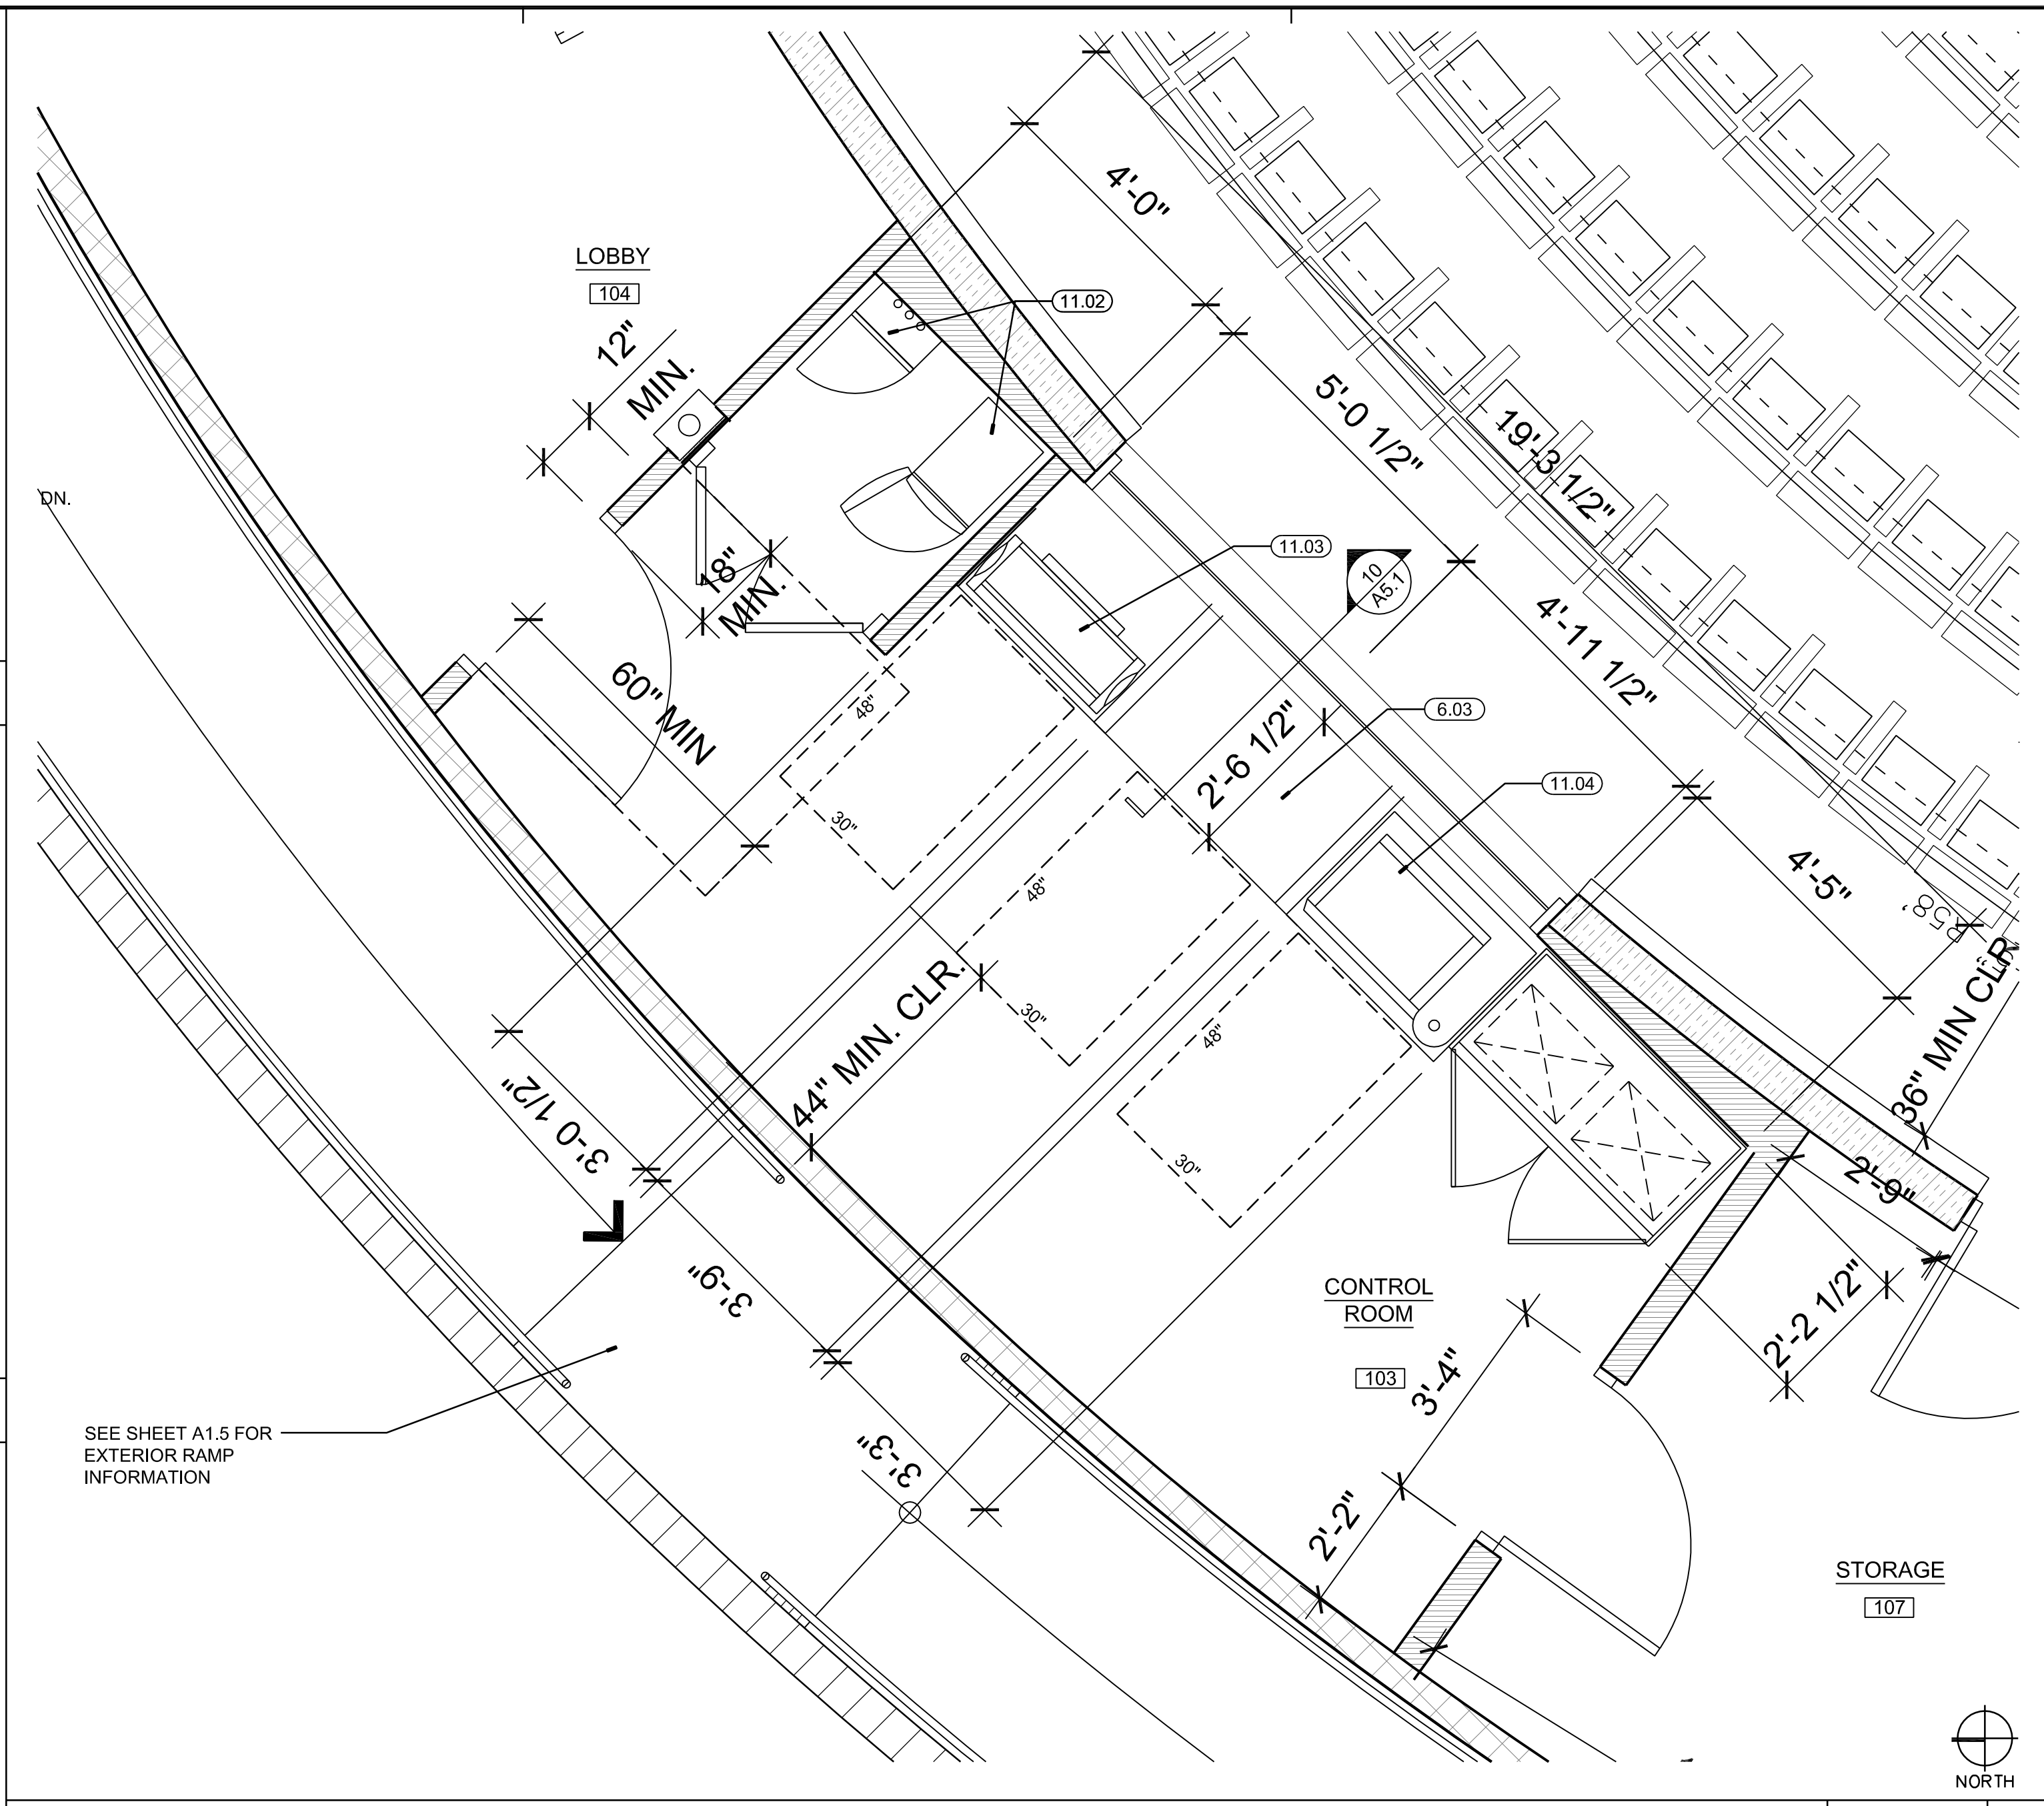 4'-0"
LOBBY
104
11.02
12"
MIN.
5'-0 1/2"
19'-3 1/2"
DN.
11.03
10
A5.1
18"
MIN.
4'-11 1/2"
60" MIN
48"
6.03
2'-6 1/2"
11.04
30"
4'-5"
48"
44" MIN. CLR.
30"
48"
36" MIN CLR
3'-0 1/2"
30"
2'-9"
3'-9"
CONTROL
ROOM
103
2'-2 1/2"
3'-4"
SEE SHEET A1.5 FOR
EXTERIOR RAMP
INFORMATION
3'-3"
2'-2"
STORAGE
107
NORTH